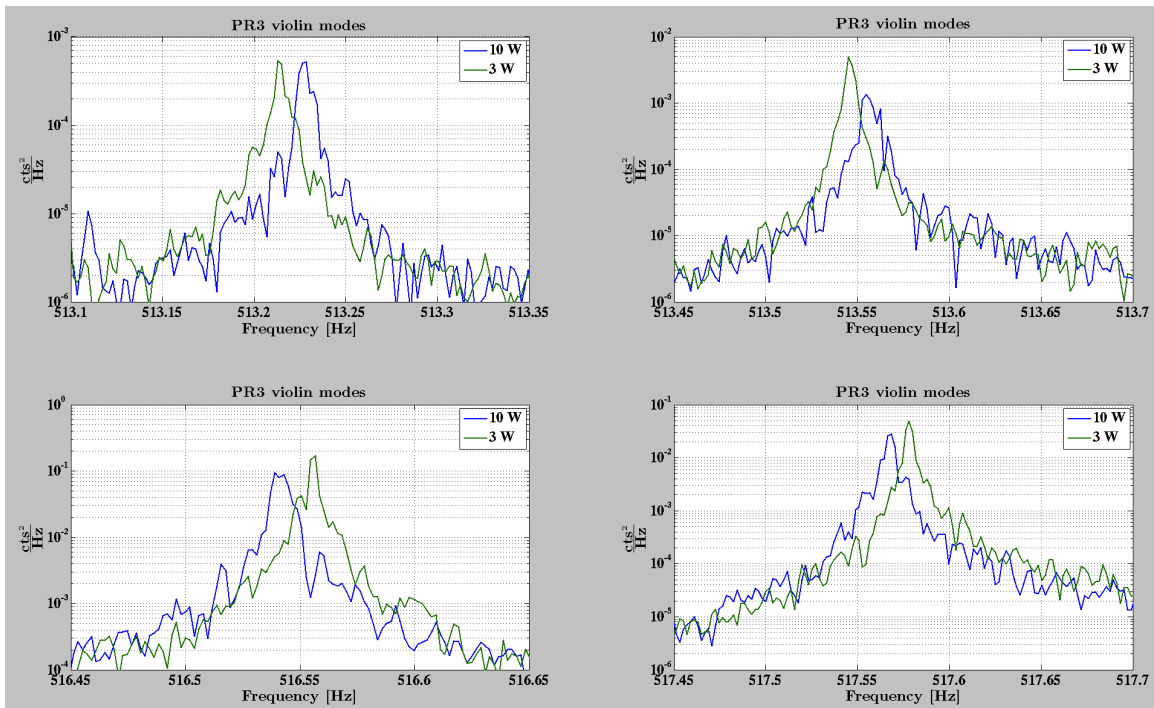 PR3 violin modes
10^-3
10^-4
10^-5
10^-6
cts²
Hz
10 W
3 W
513.1 513.15 513.2 513.25 513.3 513.35
Frequency [Hz]
PR3 violin modes
10^-2
10^-3
10^-4
10^-5
10^-6
cts²
Hz
10 W
3 W
513.45 513.5 513.55 513.6 513.65 513.7
Frequency [Hz]
PR3 violin modes
10^0
10^-1
10^-2
10^-3
10^-4
cts²
Hz
10 W
3 W
516.45 516.5 516.55 516.6 516.65
Frequency [Hz]
PR3 violin modes
10^-1
10^-2
10^-3
10^-4
10^-5
10^-6
cts²
Hz
10 W
3 W
517.45 517.5 517.55 517.6 517.65 517.7
Frequency [Hz]